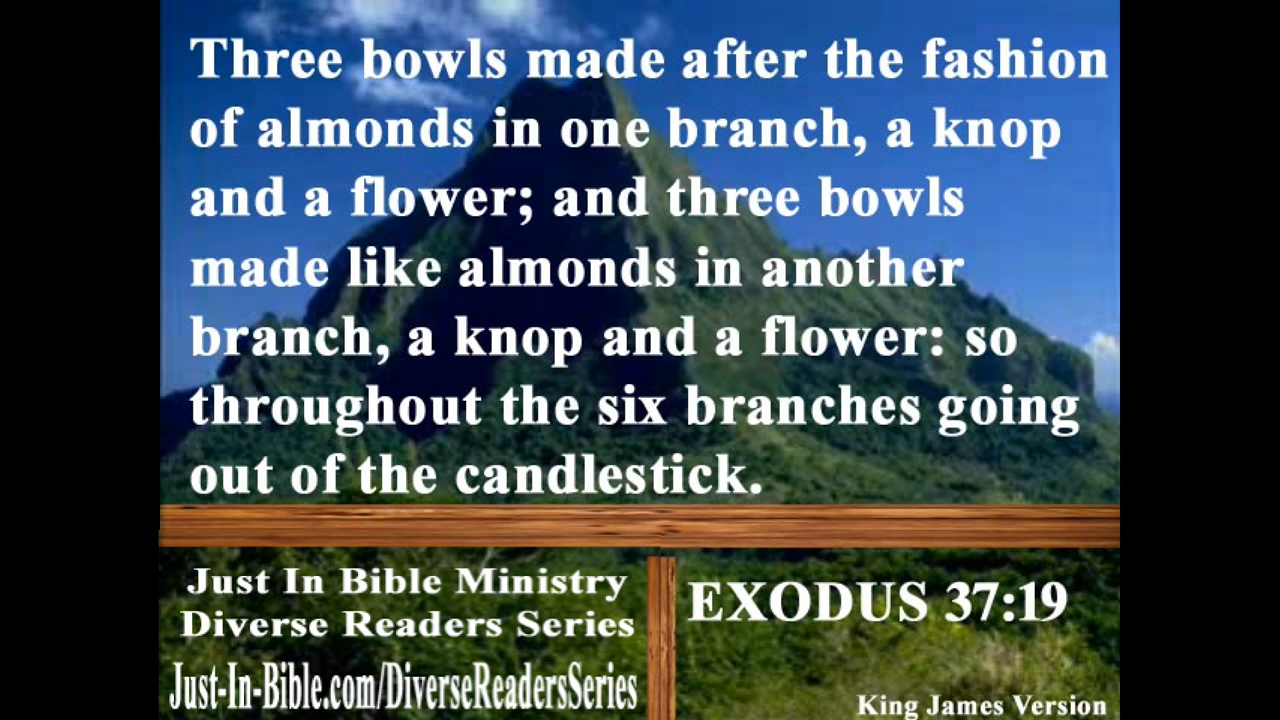 Three bowls made after the fashion
of almonds in one branch, a knop
and a flower; and three bowls
made like almonds in another
branch, a knop and a flower: so
throughout the six branches going
out of the candlestick.
Just In Bible Ministry
Diverse Readers Series
Just-In-Bible.com/DiverseReadersSeries
EXODUS 37:19
King James Version